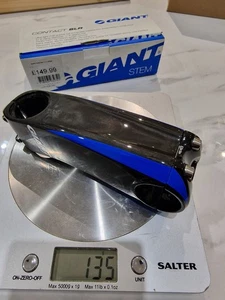 GIANT
CONTACT SLR
£149.99
GIANT
STEM
135
ON-ZERO-OFF
UNIT
Max 5000g x 1g
Max 11lb x 0.1oz
SALTER